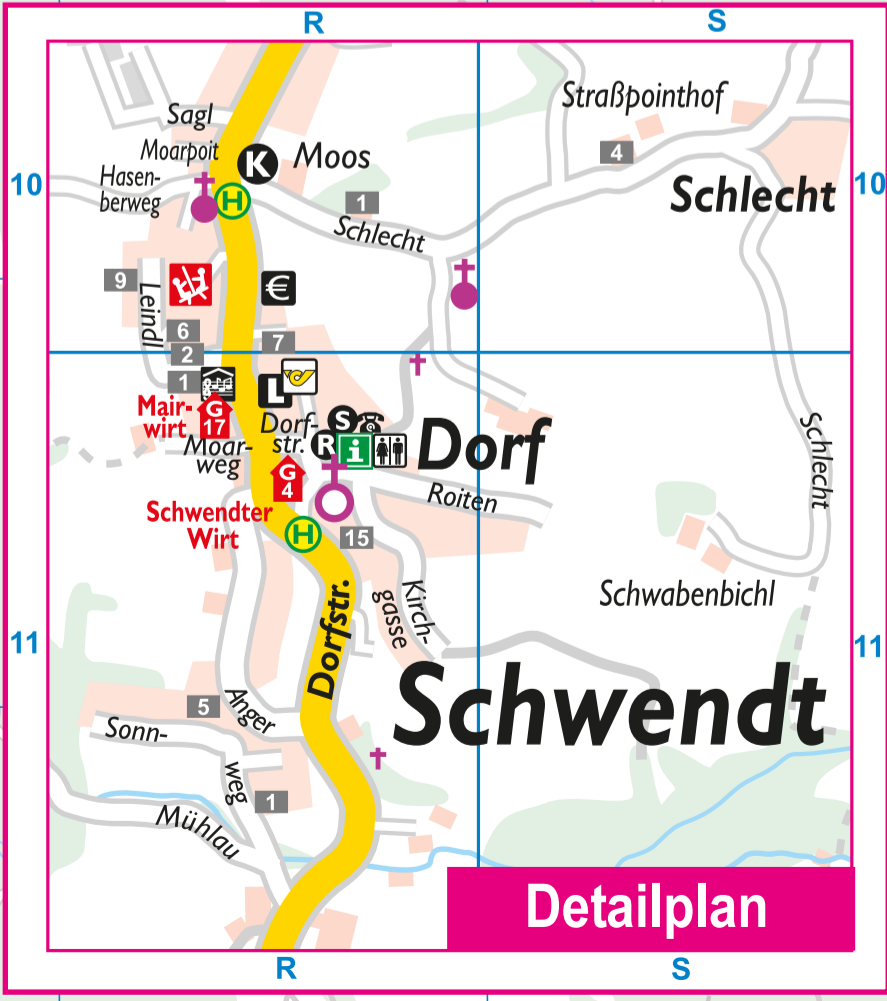 R
S
Straßpointhof
Sagl
4
Moarpoit
K
Moos
10
10
Hasen-
berweg
H
1
Schlecht
Schlecht
9
Leindl
€
6
7
2
1
L
Mair-
wirt
G
17
Dorf-
str.
S
R
i
Dorf
Moar-
weg
G
4
Schlecht
Roiten
Schwendter
Wirt
H
15
Kirch-
gasse
Schwabenbichl
Dorfstr.
11
11
Schwendt
5
Anger
Sonn-
weg
1
Mühlau
Detailplan
R
S